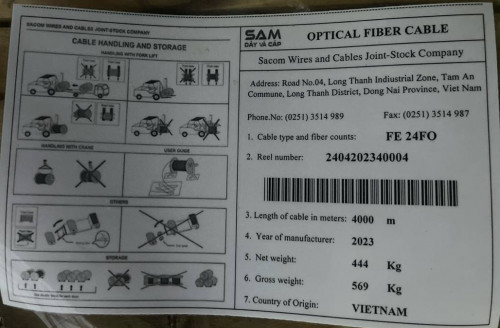 SACOM WIRES AND CABLES JOINT-STOCK COMPANY
CABLE HANDLING AND STORAGE
HANDLING WITH FORK LIFT
HANDLING WITH CRANE
OTHERS
STORAGE
SAM
DÂY VÀ CÁP
OPTICAL FIBER CABLE
Sacom Wires and Cables Joint-Stock Company
Address: Road No.04, Long Thanh Indiustrial Zone, Tam An
Commune, Long Thanh District, Dong Nai Province, Viet Nam
Phone.No: (0251) 3514 989 Fax: (0251) 3514 987
1. Cable type and fiber counts: FE 24FO
2. Reel number: 2404202340004
3. Length of cable in meters: 4000 m
4. Year of manufacturer: 2023
5. Net weight: 444 Kg
6. Gross weight: 569 Kg
7. Country of Origin: VIETNAM